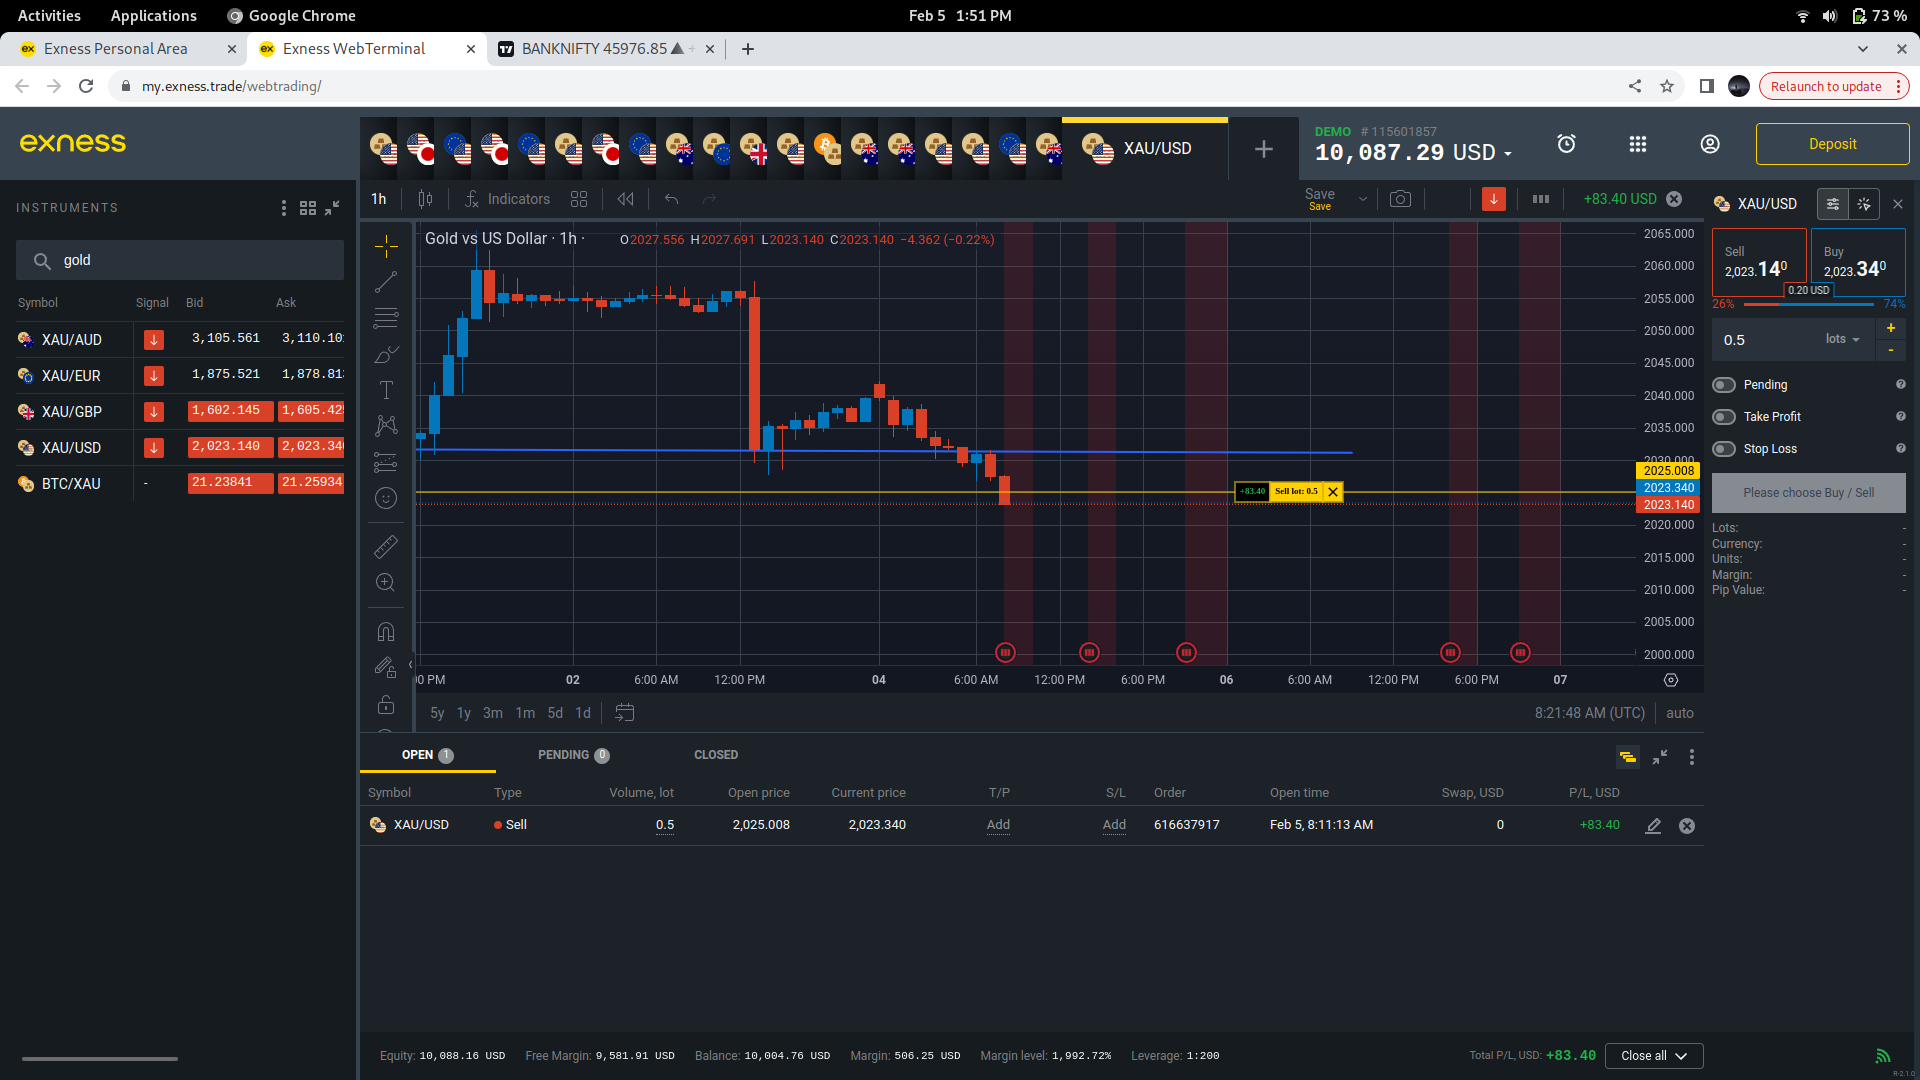 Activities Applications Google Chrome Feb 5 1:51 PM 73 %
Exness Personal Area Exness WebTerminal BANKNIFTY 45976.85
my.exness.trade/webtrading/ Relaunch to update
exness XAU/USD DEMO # 115601857
10,087.29 USD Deposit
INSTRUMENTS 1h Indicators Save
Save +83.40 USD XAU/USD
gold
Symbol Signal Bid Ask
XAU/AUD 3,105.561 3,110.10
XAU/EUR 1,875.521 1,878.81
XAU/GBP 1,602.145 1,605.42
XAU/USD 2,023.140 2,023.34
BTC/XAU - 21.23841 21.25934
Gold vs US Dollar · 1h · O2027.556 H2027.691 L2023.140 C2023.140 −4.362 (−0.22%)
2065.000
2060.000
2055.000
2050.000
2045.000
2040.000
2035.000
2030.000
2025.008
2023.340
2023.140
2020.000
2015.000
2010.000
2005.000
2000.000
+83.40 Sell lot: 0.5
:00 PM 02 6:00 AM 12:00 PM 04 6:00 AM 12:00 PM 6:00 PM 06 6:00 AM 12:00 PM 6:00 PM 07
5y 1y 3m 1m 5d 1d 8:21:48 AM (UTC) auto
Sell
2,023.140
Buy
2,023.340
0.20 USD
26% 74%
0.5 lots + -
Pending
Take Profit
Stop Loss
Please choose Buy / Sell
Lots: -
Currency: -
Units: -
Margin: -
Pip Value: -
OPEN 1 PENDING 0 CLOSED
Symbol Type Volume, lot Open price Current price T/P S/L Order Open time Swap, USD P/L, USD
XAU/USD Sell 0.5 2,025.008 2,023.340 Add Add 616637917 Feb 5, 8:11:13 AM 0 +83.40
Equity: 10,088.16 USD Free Margin: 9,581.91 USD Balance: 10,004.76 USD Margin: 506.25 USD Margin level: 1,992.72% Leverage: 1:200 Total P/L, USD: +83.40 Close all
R-2.1.0